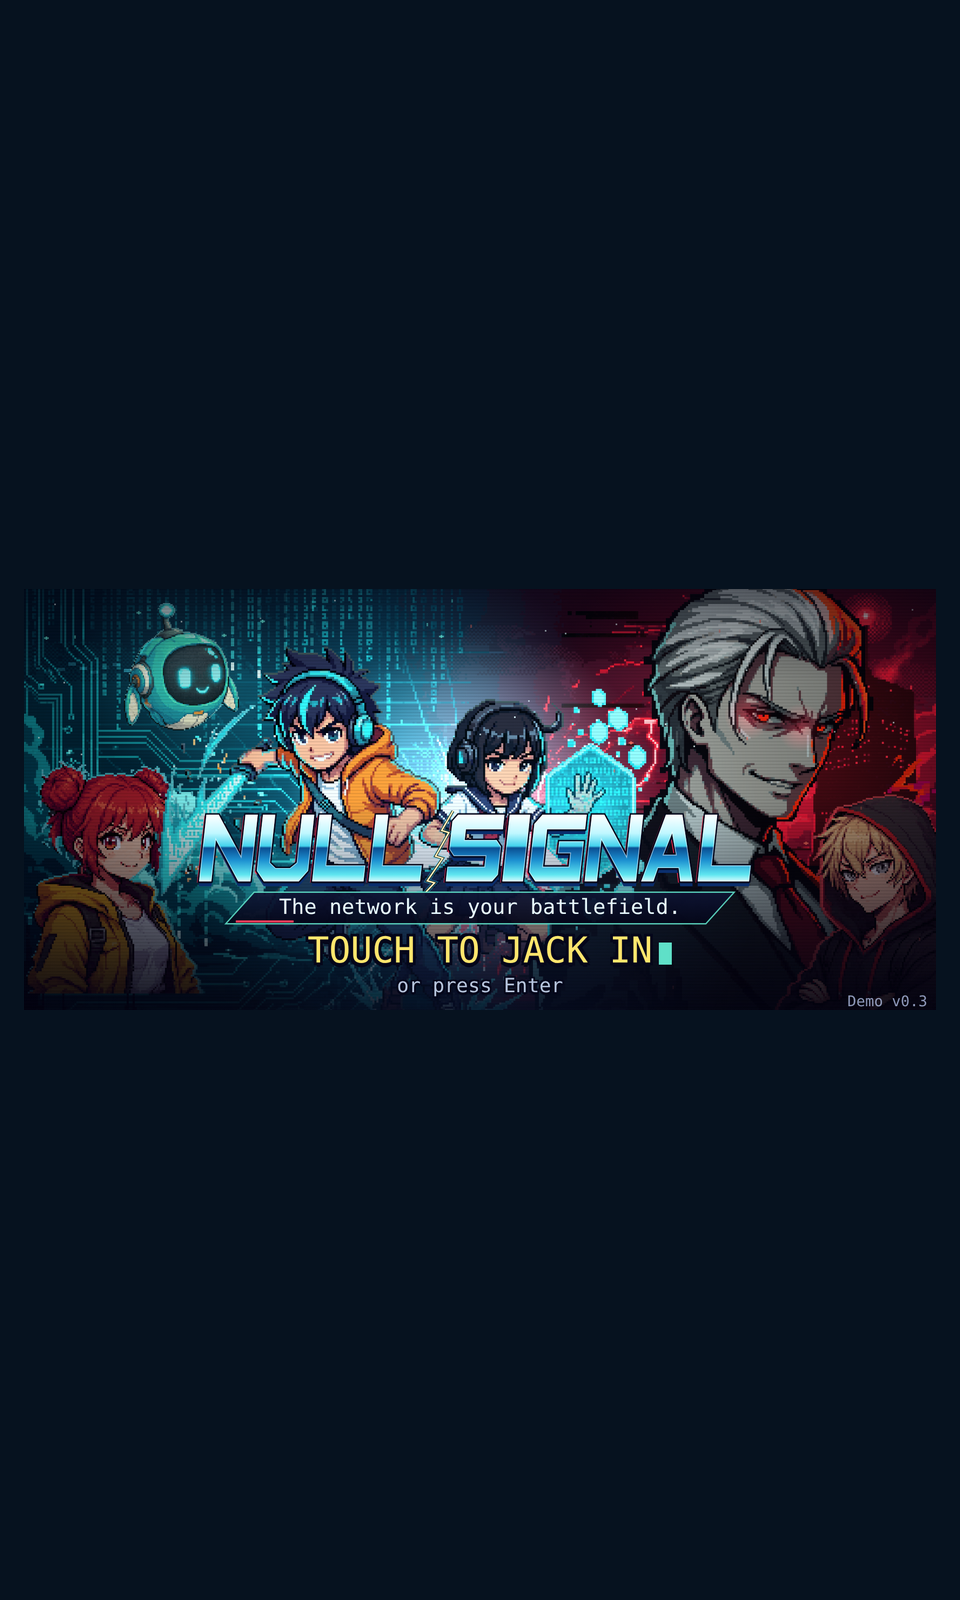 NULL SIGNAL
The network is your battlefield.
TOUCH TO JACK IN
or press Enter
Demo v0.3